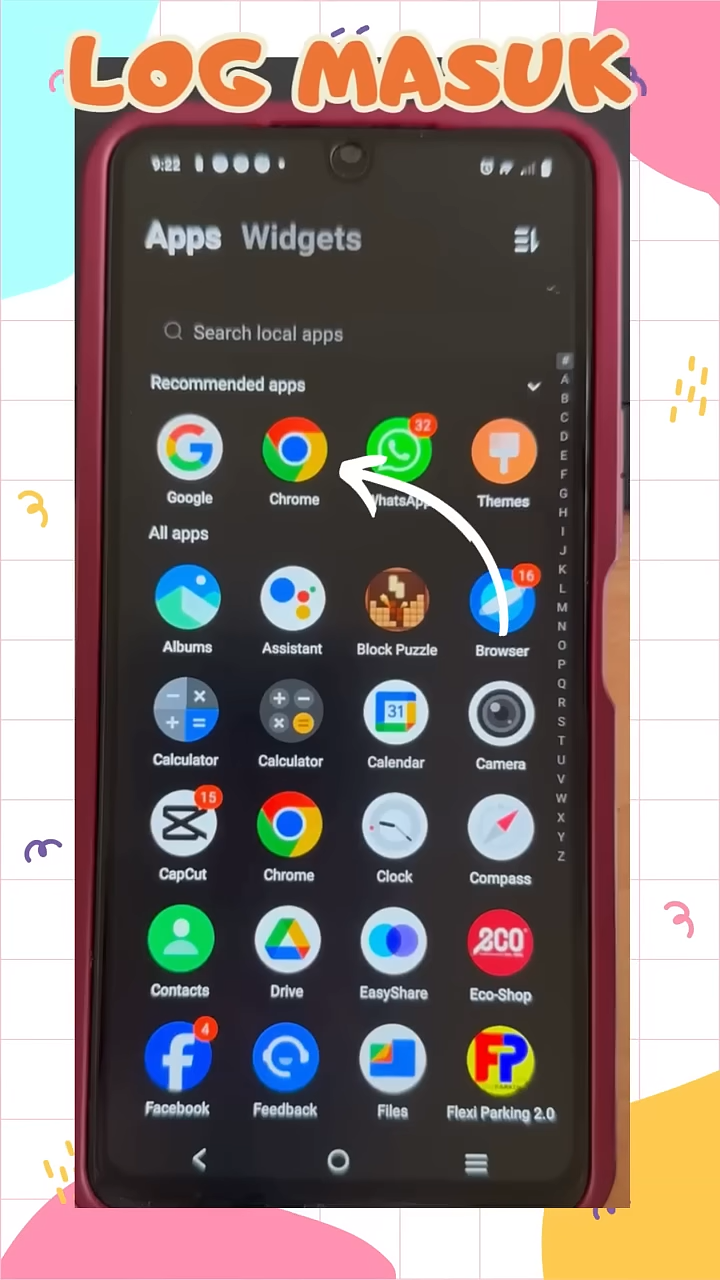 LOG MASUK
9:22
Apps Widgets
Search local apps
Recommended apps
#
A
B
C
D
E
F
G
H
I
J
K
L
M
N
O
P
Q
R
S
T
U
V
W
X
Y
Z
32
Google Chrome WhatsApp Themes
All apps
16
Albums Assistant Block Puzzle Browser
31
Calculator Calculator Calendar Camera
15
CapCut Chrome Clock Compass
eco
Contacts Drive EasyShare Eco-Shop
4
FP
Facebook Feedback Files Flexi Parking 2.0